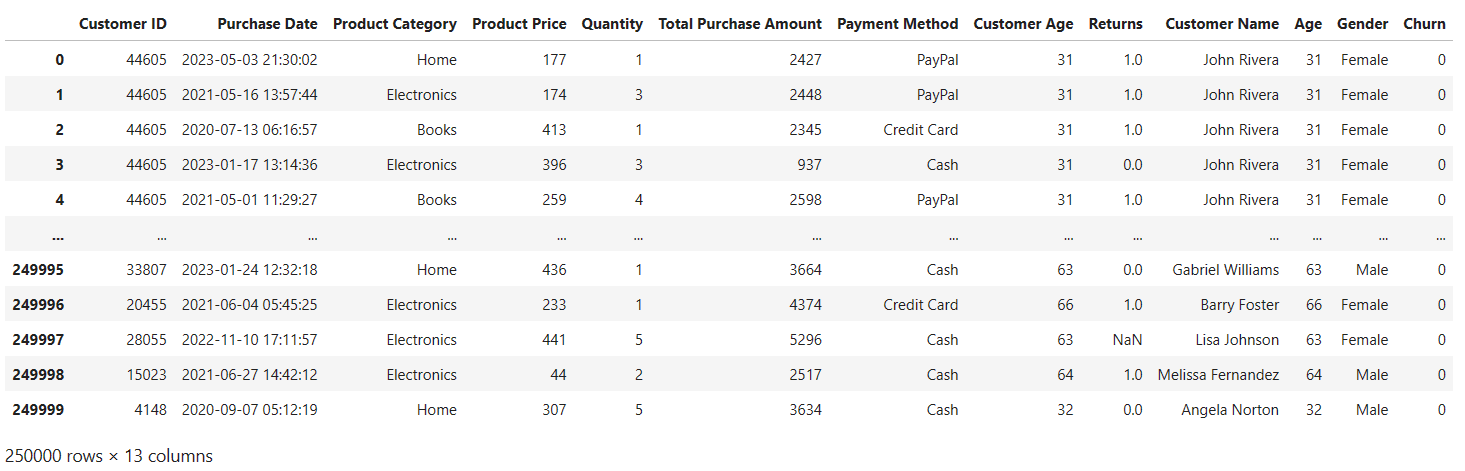 Customer ID Purchase Date Product Category Product Price Quantity Total Purchase Amount Payment Method Customer Age Returns Customer Name Age Gender Churn
0 44605 2023-05-03 21:30:02 Home 177 1 2427 PayPal 31 1.0 John Rivera 31 Female 0
1 44605 2021-05-16 13:57:44 Electronics 174 3 2448 PayPal 31 1.0 John Rivera 31 Female 0
2 44605 2020-07-13 06:16:57 Books 413 1 2345 Credit Card 31 1.0 John Rivera 31 Female 0
3 44605 2023-01-17 13:14:36 Electronics 396 3 937 Cash 31 0.0 John Rivera 31 Female 0
4 44605 2021-05-01 11:29:27 Books 259 4 2598 PayPal 31 1.0 John Rivera 31 Female 0
... ... ... ... ... ... ... ... ... ... ... ... ... ...
249995 33807 2023-01-24 12:32:18 Home 436 1 3664 Cash 63 0.0 Gabriel Williams 63 Male 0
249996 20455 2021-06-04 05:45:25 Electronics 233 1 4374 Credit Card 66 1.0 Barry Foster 66 Female 0
249997 28055 2022-11-10 17:11:57 Electronics 441 5 5296 Cash 63 NaN Lisa Johnson 63 Female 0
249998 15023 2021-06-27 14:42:12 Electronics 44 2 2517 Cash 64 1.0 Melissa Fernandez 64 Male 0
249999 4148 2020-09-07 05:12:19 Home 307 5 3634 Cash 32 0.0 Angela Norton 32 Male 0
250000 rows × 13 columns